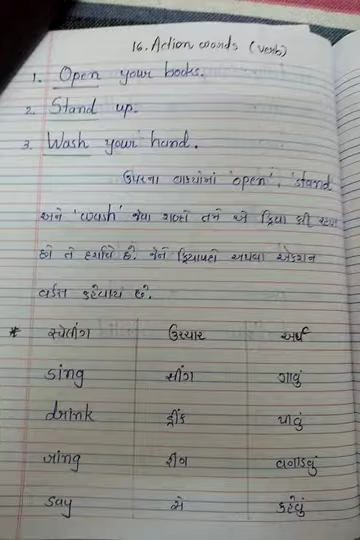 16. Action words (verb)
1. Open your books.
2. Stand up.
3. Wash your hand.
ઉપરના વાક્યોનાં 'open', 'stand
અને 'wash' જેવા શબ્દો તમે જે ક્રિયા કરી રહ્યા
છો તે દર્શાવે છે. જેને ક્રિયાપદો અથવા એક્શન
વર્ડસ કહેવાય છે.
* સ્પેલીંગ ઉચ્ચાર અર્થ
sing સીંગ ગાવું
drink ડ્રીંક પીવું
ring રીંગ વગાડવું
say સે કહેવું